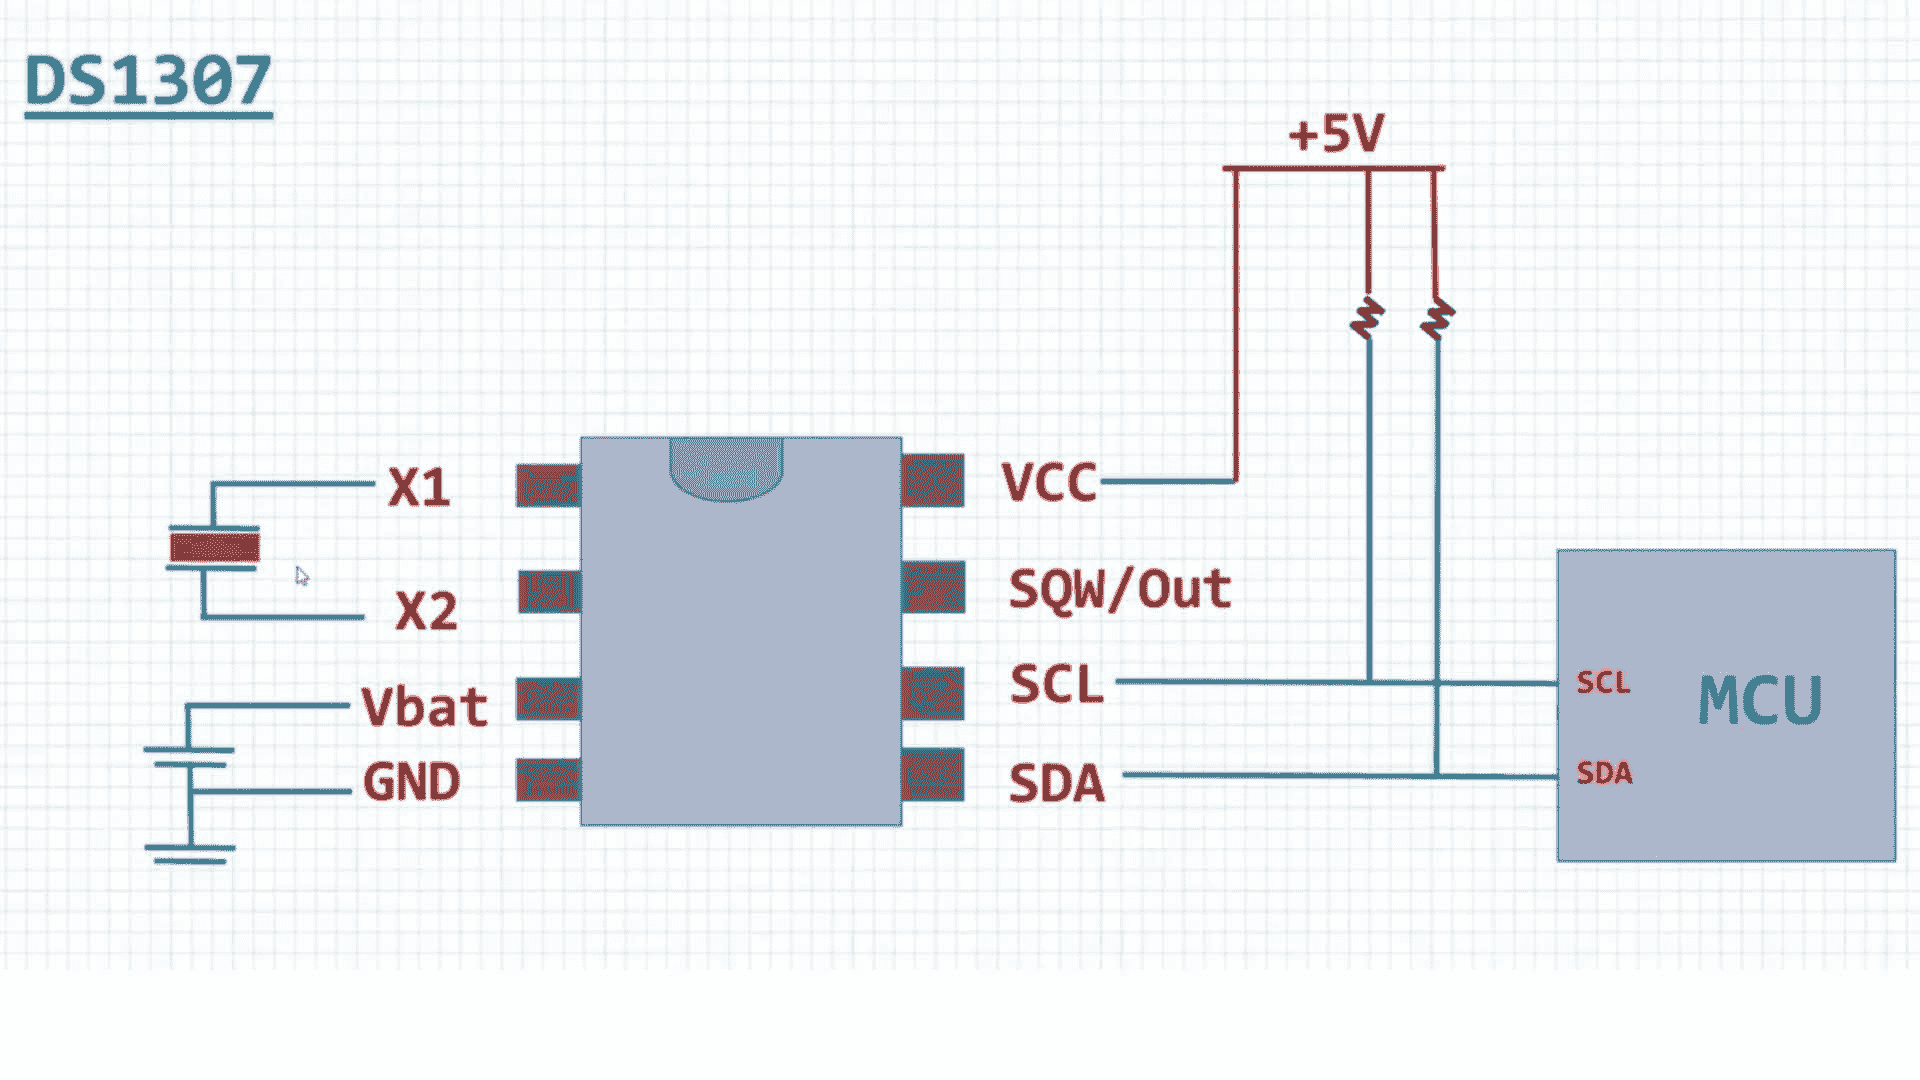 DS1307
+5V
X1
VCC
X2
SQW/Out
Vbat
SCL
SCL
MCU
GND
SDA
SDA